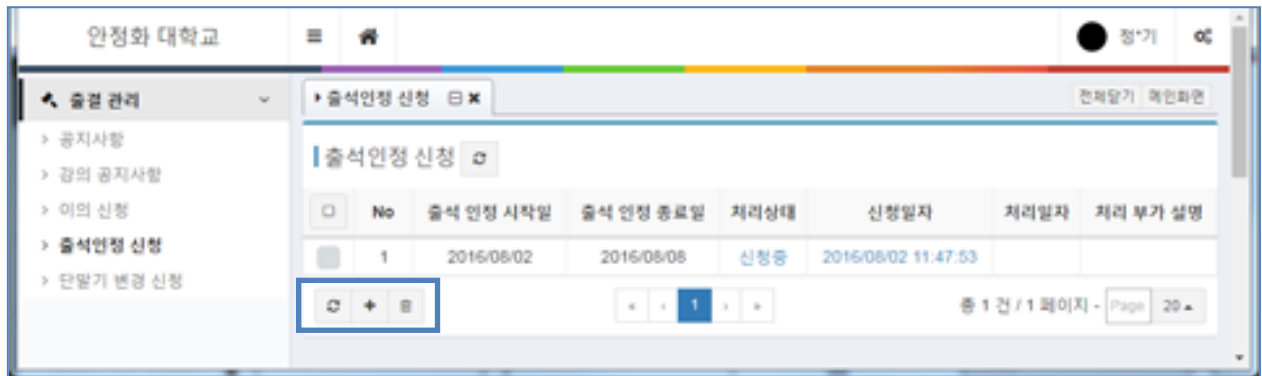 안정화 대학교
정*기
출결 관리
출석인정 신청
전체닫기 메인화면
공지사항
강의 공지사항
이의 신청
출석인정 신청
단말기 변경 신청
출석인정 신청
No 출석 인정 시작일 출석 인정 종료일 처리상태 신청일자 처리일자 처리 부가 설명
1 2016/08/02 2016/08/08 신청중 2016/08/02 11:47:53
« ‹ 1 › »
총 1 건 / 1 페이지 - Page 20